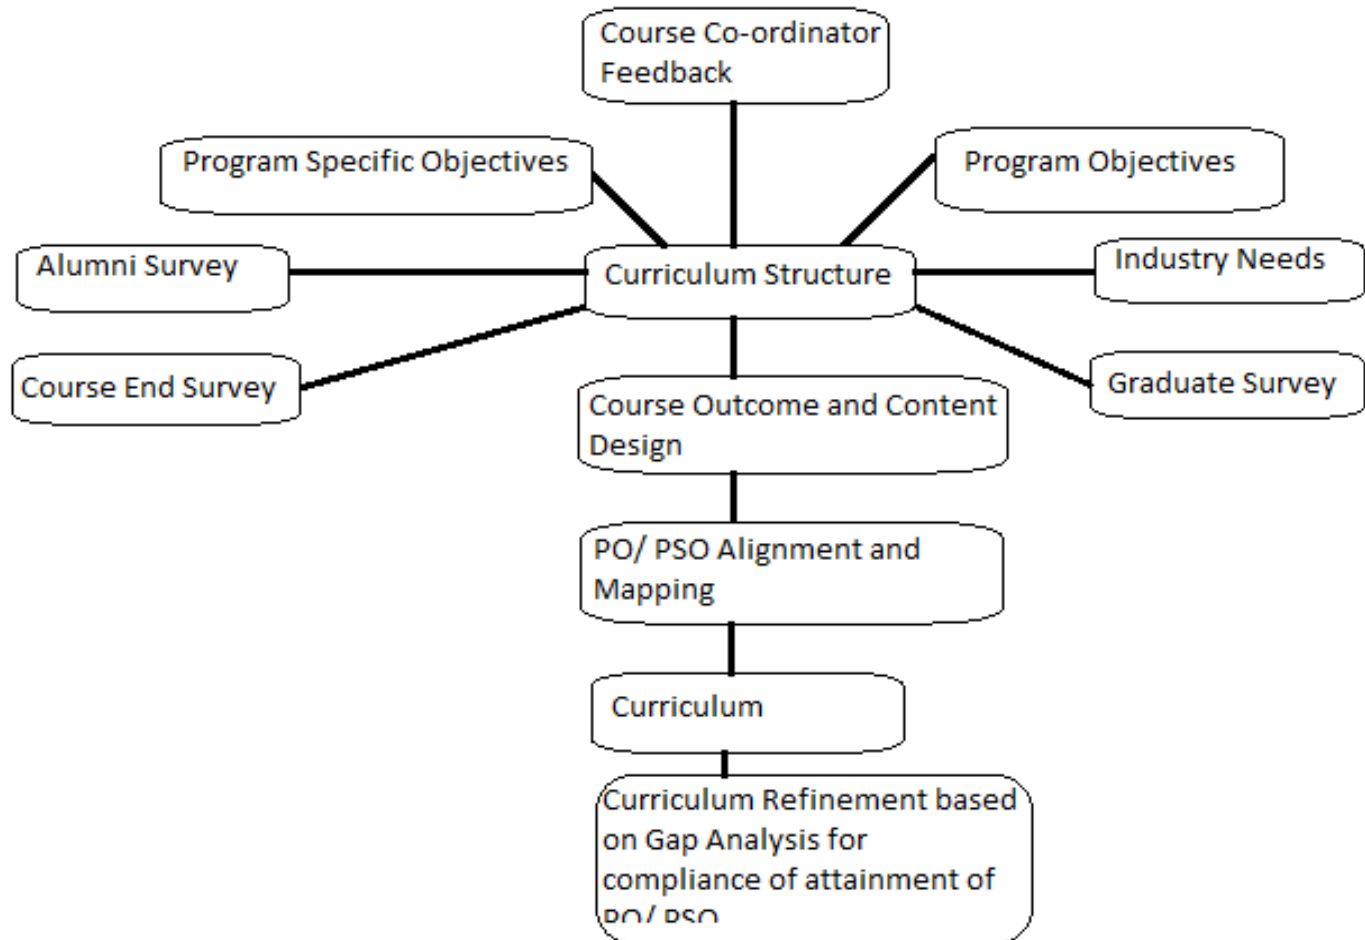 Course Co-ordinator
Feedback
Program Specific Objectives
Program Objectives
Alumni Survey
Curriculum Structure
Industry Needs
Course End Survey
Graduate Survey
Course Outcome and Content
Design
PO/ PSO Alignment and
Mapping
Curriculum
Curriculum Refinement based
on Gap Analysis for
compliance of attainment of
PO/ PSO